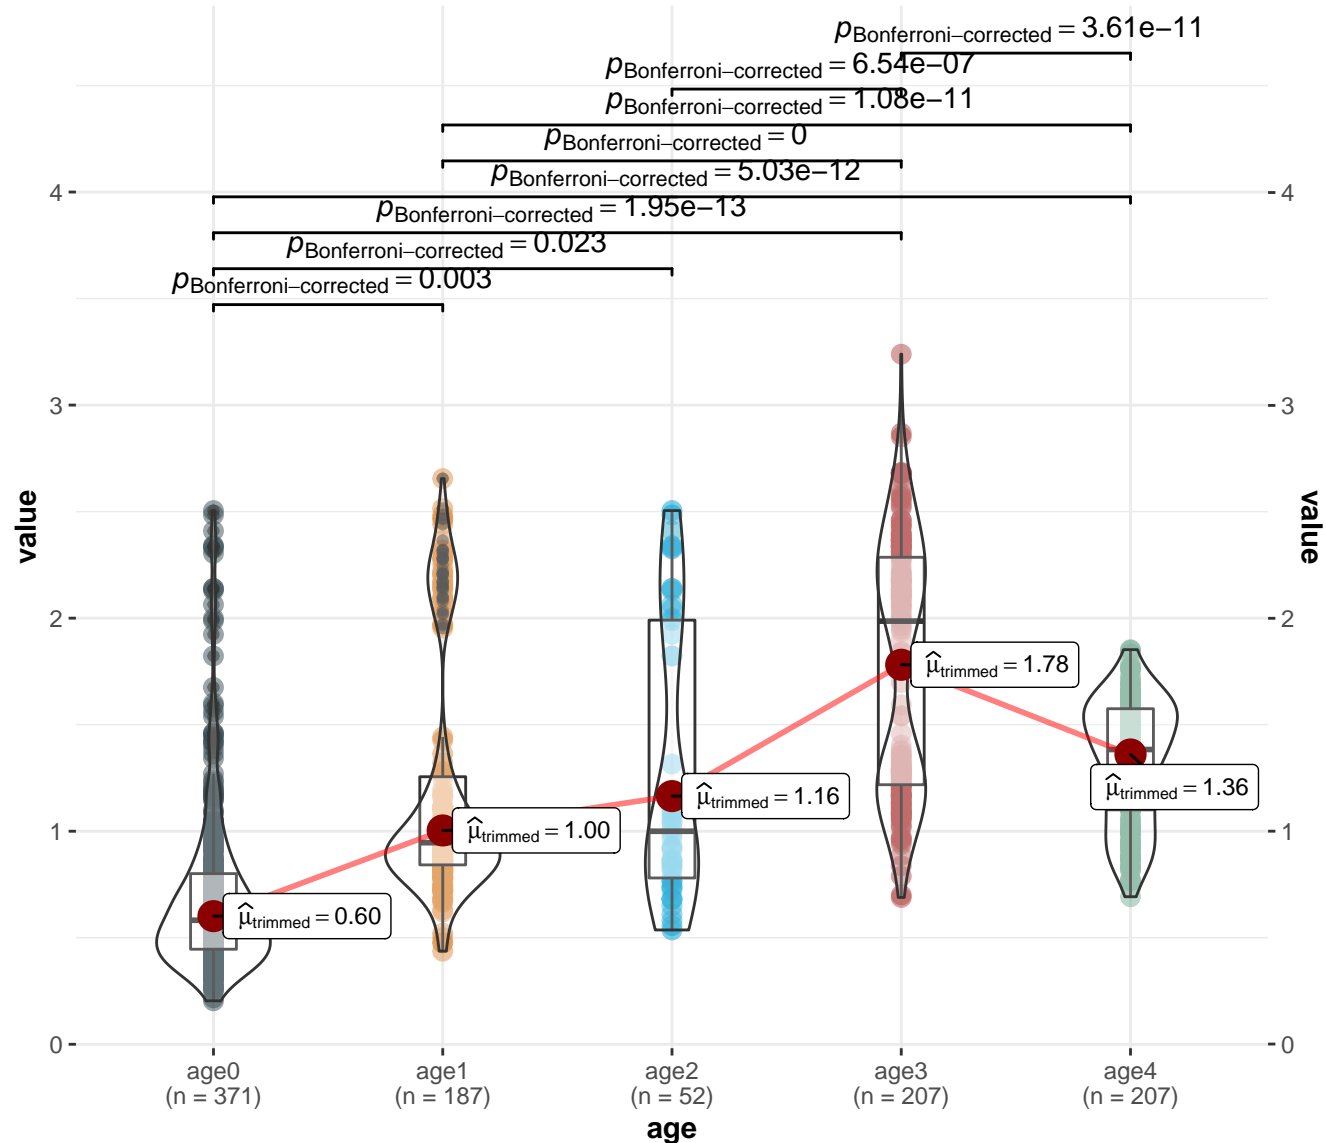 pBonferroni−corrected = 3.61e−11
pBonferroni−corrected = 6.54e−07
pBonferroni−corrected = 1.08e−11
pBonferroni−corrected = 0
pBonferroni−corrected = 5.03e−12
pBonferroni−corrected = 1.95e−13
pBonferroni−corrected = 0.023
pBonferroni−corrected = 0.003
4
4
3
3
value
value
2
2
μ̂trimmed = 1.78
μ̂trimmed = 1.36
μ̂trimmed = 1.16
μ̂trimmed = 1.00
1
1
μ̂trimmed = 0.60
0
0
age0 age1 age2 age3 age4
(n = 371) (n = 187) (n = 52) (n = 207) (n = 207)
age